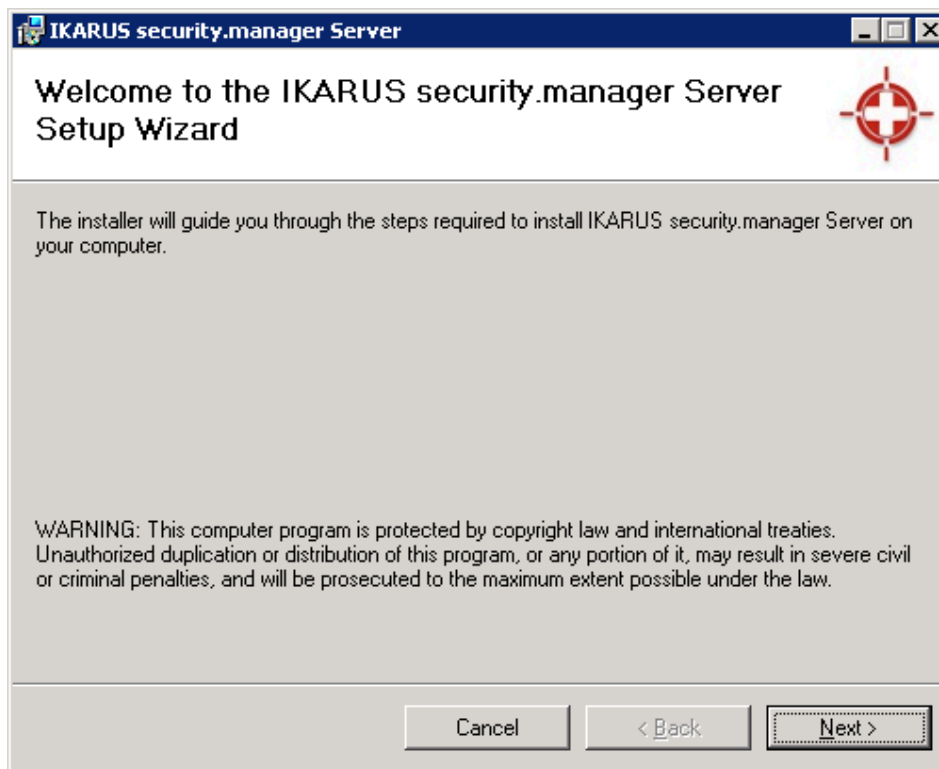 IKARUS security.manager Server
Welcome to the IKARUS security.manager Server
Setup Wizard
The installer will guide you through the steps required to install IKARUS security.manager Server on
your computer.
WARNING: This computer program is protected by copyright law and international treaties.
Unauthorized duplication or distribution of this program, or any portion of it, may result in severe civil
or criminal penalties, and will be prosecuted to the maximum extent possible under the law.
Cancel
< Back
Next >